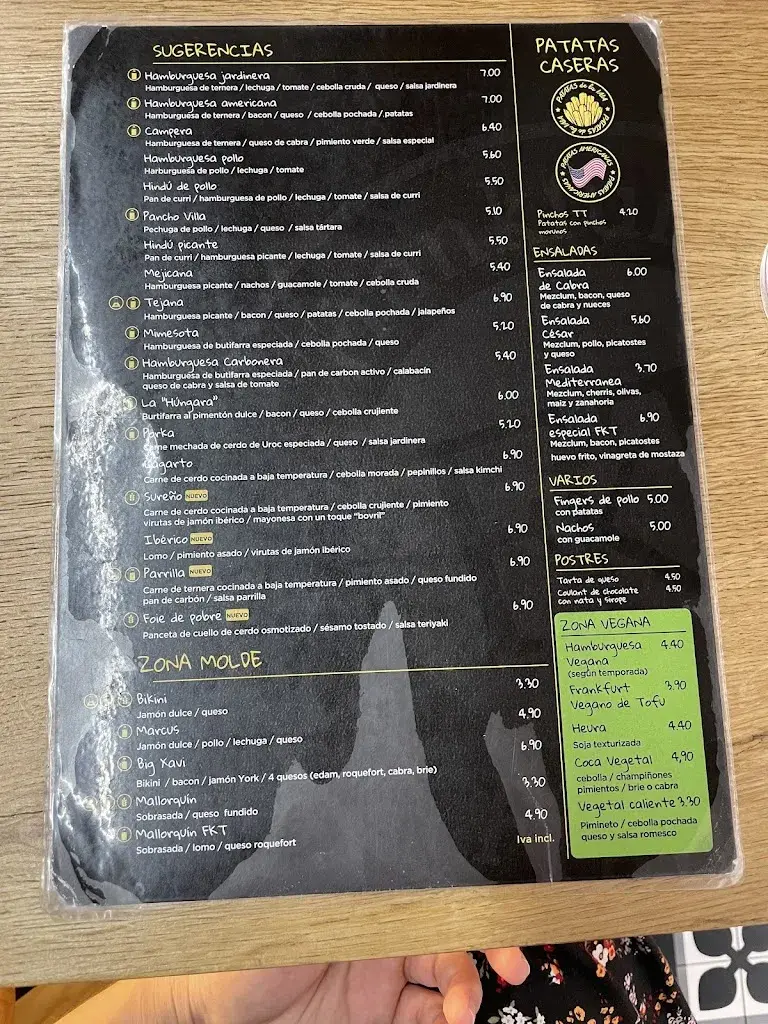 SUGERENCIAS
Hamburguesa jardinera 7.00
Hamburguesa de ternera / lechuga / tomate / cebolla cruda / queso / salsa jardinera
Hamburguesa americana 7.00
Hamburguesa de ternera / bacon / queso / cebolla pochada / patatas
Campera 6.40
Hamburguesa de ternera / queso de cabra / pimiento verde / salsa especial
Hamburguesa pollo 5.60
Harburguesa de pollo / lechuga / tomate
Hindú de pollo 5.50
Pan de curri / hamburguesa de pollo / lechuga / tomate / salsa de curri
Pancho Villa 5.10
Pechuga de pollo / lechuga / queso / salsa tártara
Hindú picante 5.50
Pan de curri / hamburguesa picante / lechuga / tomate / salsa de curri
Mejicana 5.40
Hamburguesa picante / nachos / guacamole / tomate / cebolla cruda
Tejana 6.90
Hamburguesa picante / bacon / queso / patatas / cebolla pochada / jalapeños
Minnesota 5.20
Hamburguesa de butifarra especiada / cebolla pochada / queso
Hamburguesa Carbonera 5.40
Hamburguesa de butifarra especiada / pan de carbon activo / calabacín
queso de cabra y salsa de tomate
La "Húngara" 6.00
Burtifarra al pimentón dulce / bacon / queso / cebolla crujiente
5.20
Carne mechada de cerdo de Uroc especiada / queso / salsa jardinera
6.90
Carne de cerdo cocinada a baja temperatura / cebolla morada / pepinillos / salsa kimchi
Sureño NUEVO 6.90
Carne de cerdo cocinada a baja temperatura / cebolla crujiente / pimiento
virutas de jamón ibérico / mayonesa con un toque "bovril"
Ibérico NUEVO 6.90
Lomo / pimiento asado / virutas de jamón ibérico
Parrilla NUEVO 6.90
Carne de ternera cocinada a baja temperatura / pimiento asado / queso fundido
pan de carbón / salsa parrilla
Foie de pobre NUEVO 6.90
Panceta de cuello de cerdo osmotizado / sésamo tostado / salsa teriyaki
ZONA MOLDE
Bikini 3.30
Jamón dulce / queso
Marcus 4.90
Jamón dulce / pollo / lechuga / queso
Big Xavi 6.90
Bikini / bacon / jamón York / 4 quesos (edam, roquefort, cabra, brie)
Mallorquín 3.30
Sobrasada / queso fundido
Mallorquín FKT 4.90
Sobrasada / lomo / queso roquefort
Iva incl.
PATATAS
CASERAS
PATATAS AMERICANAS
Pinchos TT 4.20
Patatas con pinchos
morunos
ENSALADAS
Ensalada 6.00
de Cabra
Mezclum, bacon, queso
de cabra y nueces
Ensalada 5.60
César
Mezclum, pollo, picatostes
y queso
Ensalada 3.70
Mediterranea
Mezclum, cherris, olivas,
maiz y zanahoria
Ensalada 6.90
especial FKT
Mezclum, bacon, picatostes
huevo frito, vinagreta de mostaza
VARIOS
Fingers de pollo 5.00
con patatas
Nachos 5.00
con guacamole
POSTRES
Tarta de queso 4.50
Coulant de chocolate 4.50
con nata y sirope
ZONA VEGANA
Hamburguesa 4.40
Vegana
(según temporada)
Frankfurt 3.90
Vegano de Tofu
Heura 4.40
Soja texturizada
Coca Vegetal 4,90
cebolla / champiñones
pimientos / brie o cabra
Vegetal caliente 3.30
Pimineto / cebolla pochada
queso y salsa romesco